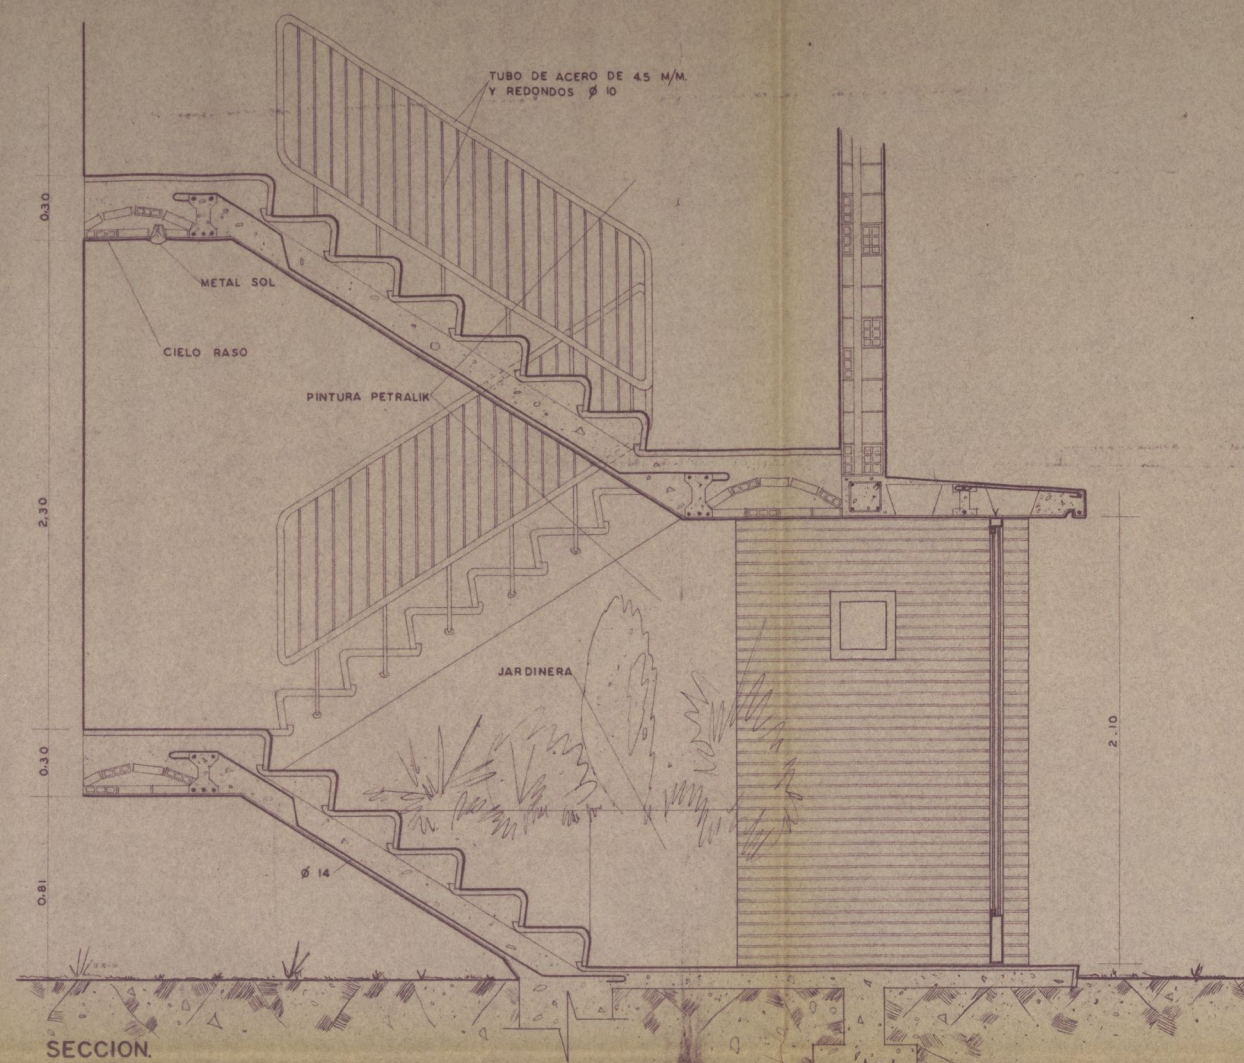 TUBO DE ACERO DE 4.5 M/M.
Y REDONDOS Ø 10
0.30
METAL SOL
CIELO RASO
PINTURA PETRALIK
2.30
JARDINERA
2.10
0.30
Ø 14
0.81
SECCION.